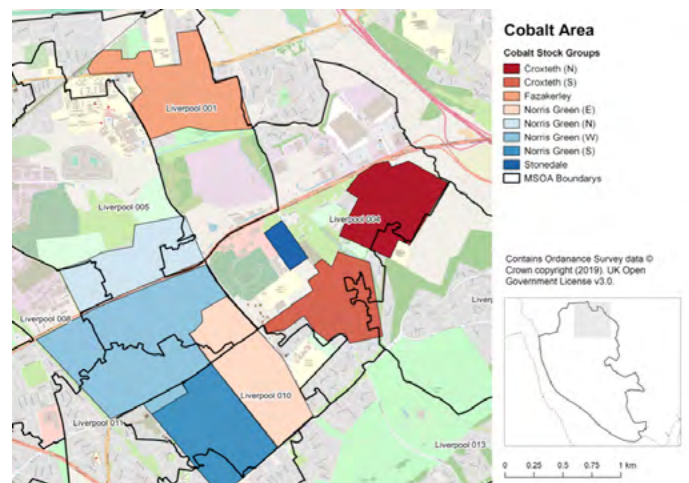 Cobalt Area
Cobalt Stock Groups
Croxteth (N)
Croxteth (S)
Fazakerley
Norris Green (E)
Norris Green (N)
Norris Green (W)
Norris Green (S)
Stonedale
MSOA Boundarys
Liverpool 001
Liverpool 004
Liverpool 005
Liverpool 008
Liverpool 010
Liverpool 011
Liverpool 013
Contains Ordanance Survey data ©
Crown copyright (2019). UK Open
Government License v3.0.
0 0.25 0.5 0.75 1 km